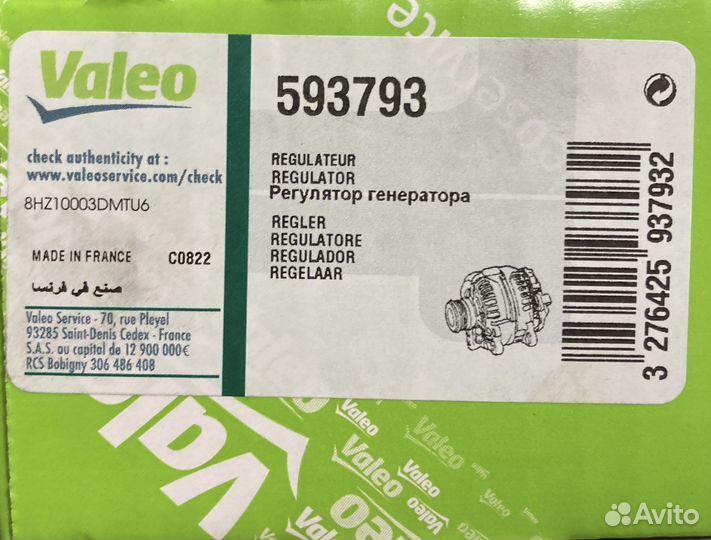 Valeo
check authenticity at :
www.valeoservice.com/check
8HZ10003DMTU6
MADE IN FRANCE C0822
صنع في فرنسا
Valeo Service - 70, rue Pleyel
93285 Saint-Denis Cedex - France
S.A.S. au capital de 12 900 000€
RCS Bobigny 306 486 408
593793
REGULATEUR
REGULATOR
Регулятор генератора
REGLER
REGULATORE
REGULADOR
REGELAAR
3 276425 937932
Valeo
Valeo
Valeo
Valeo
Avito